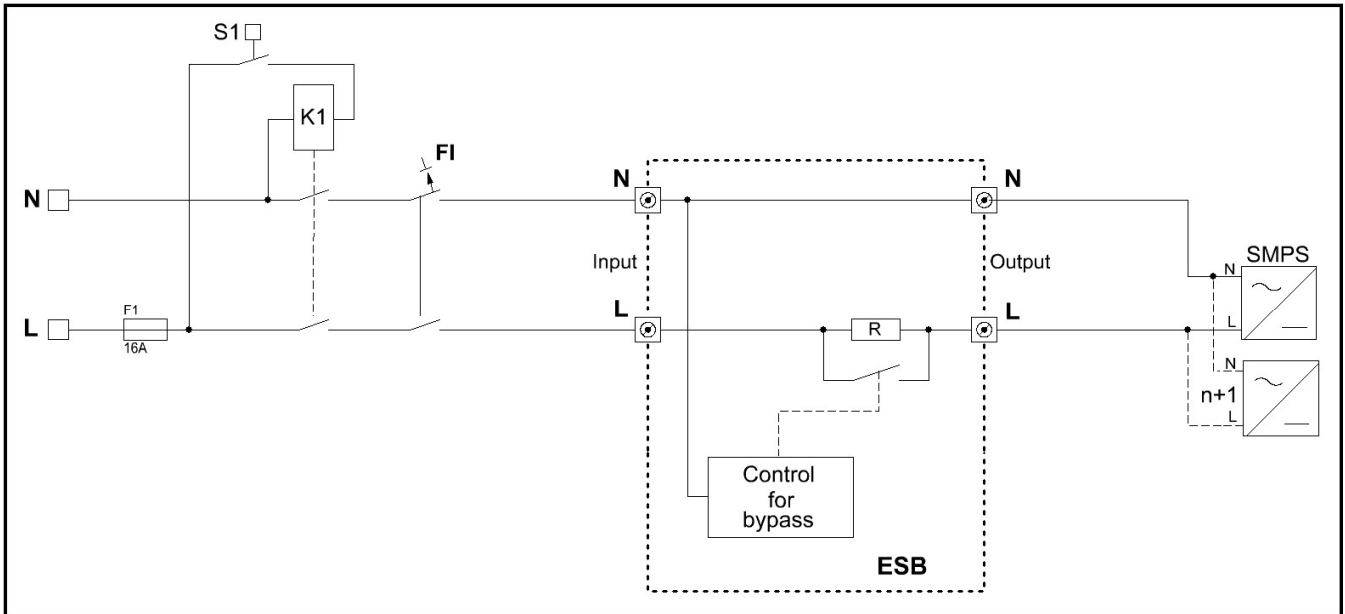 S1
K1
FI
N
N
N
Input
Output
SMPS
N
L
F1
16A
L
L
L
R
N
n+1
L
Control
for
bypass
ESB